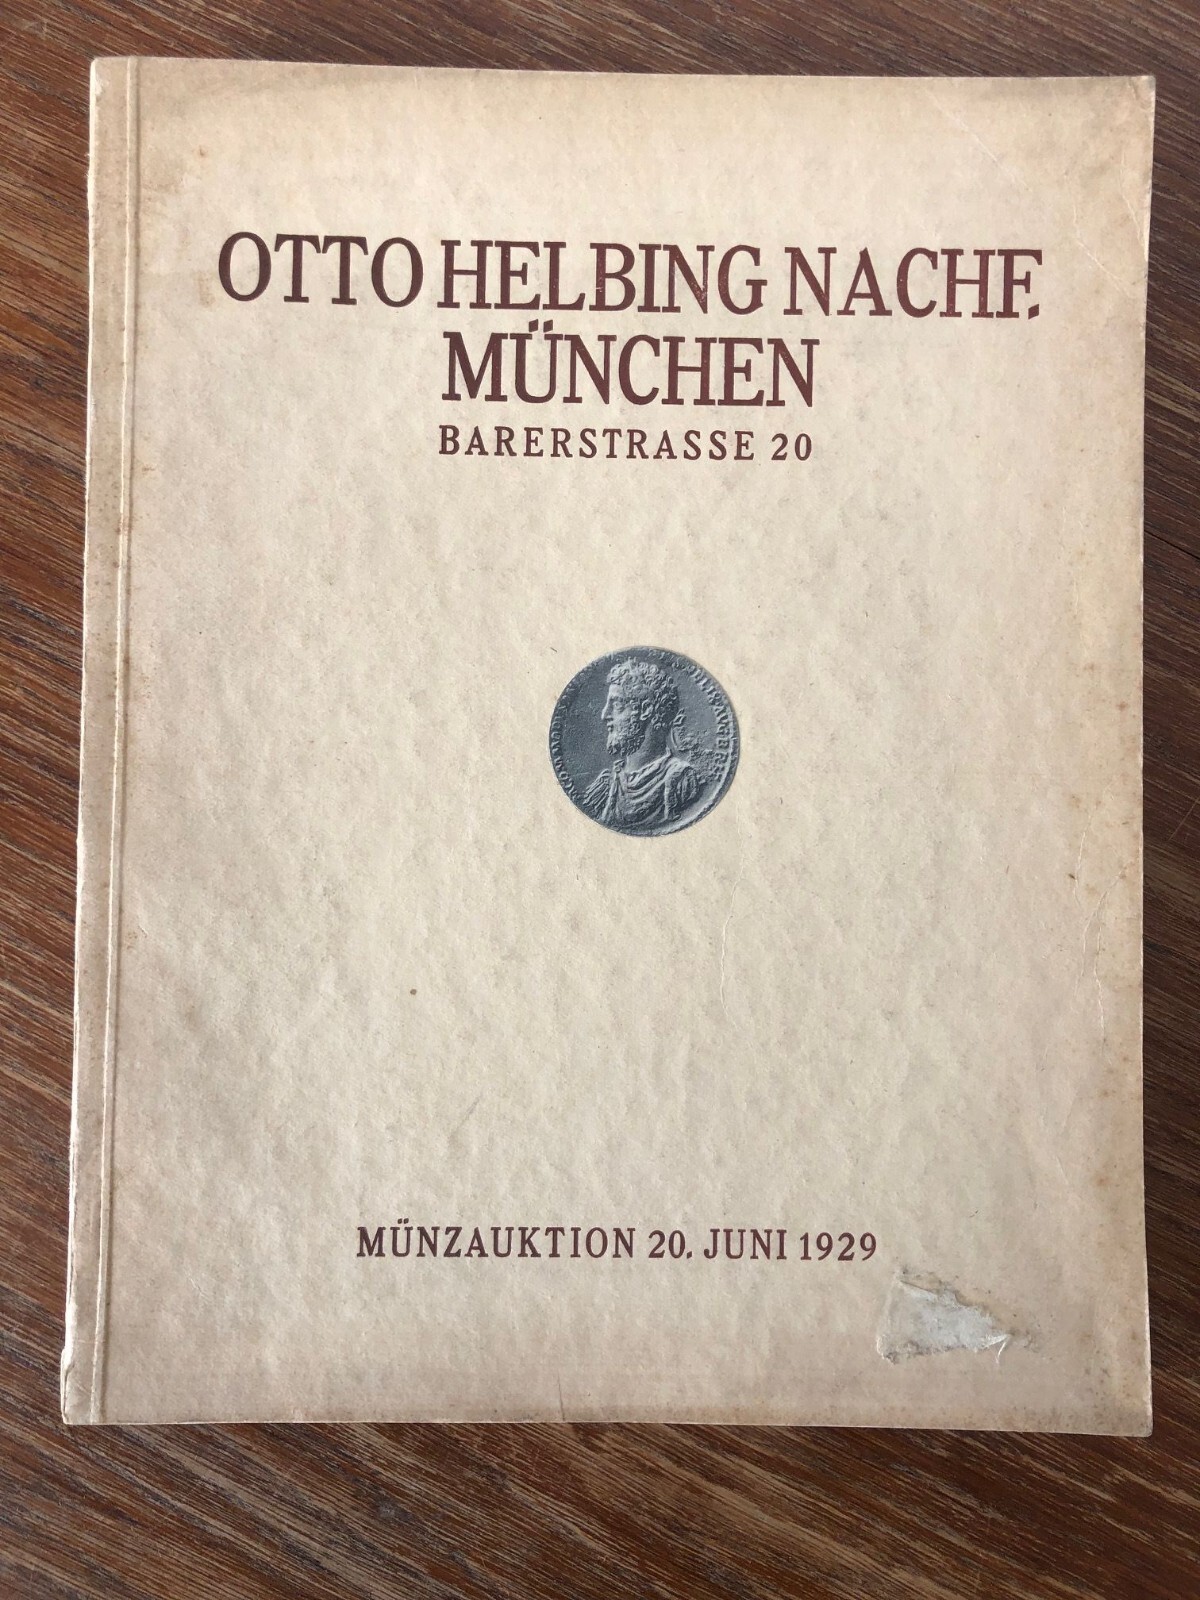 OTTO HELBING NACHF.
MÜNCHEN
BARERSTRASSE 20
MÜNZAUKTION 20. JUNI 1929